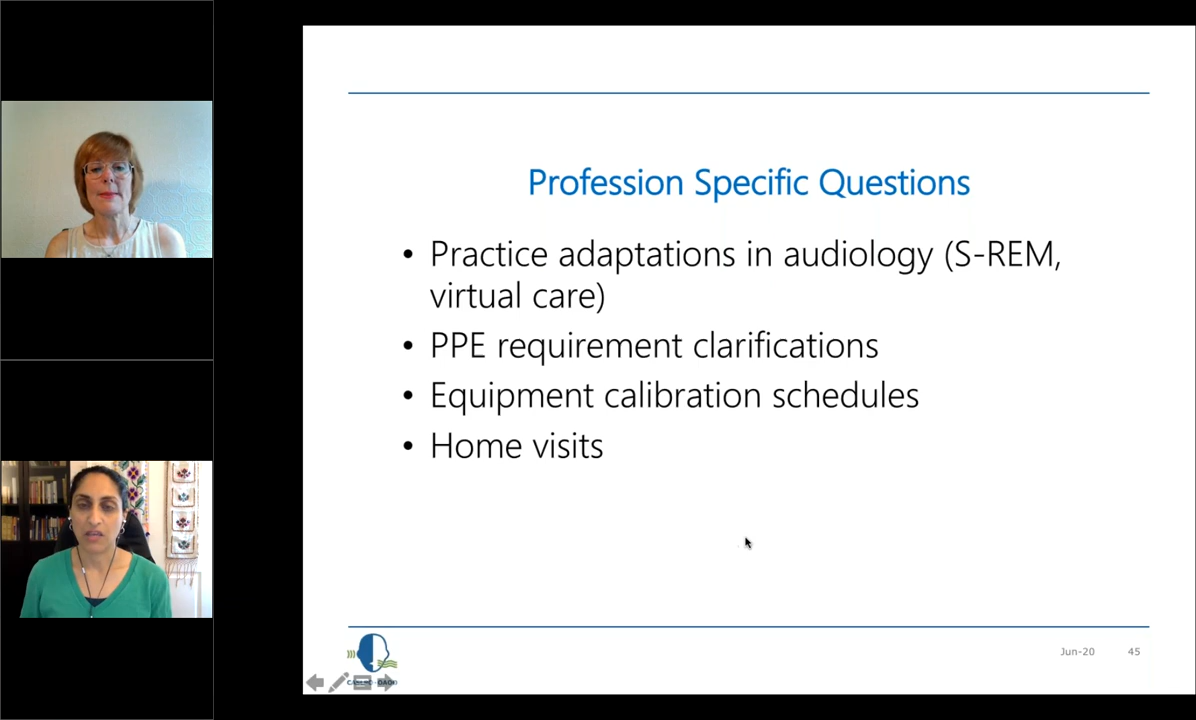 Profession Specific Questions
• Practice adaptations in audiology (S-REM,
virtual care)
• PPE requirement clarifications
• Equipment calibration schedules
• Home visits
Jun-20 45